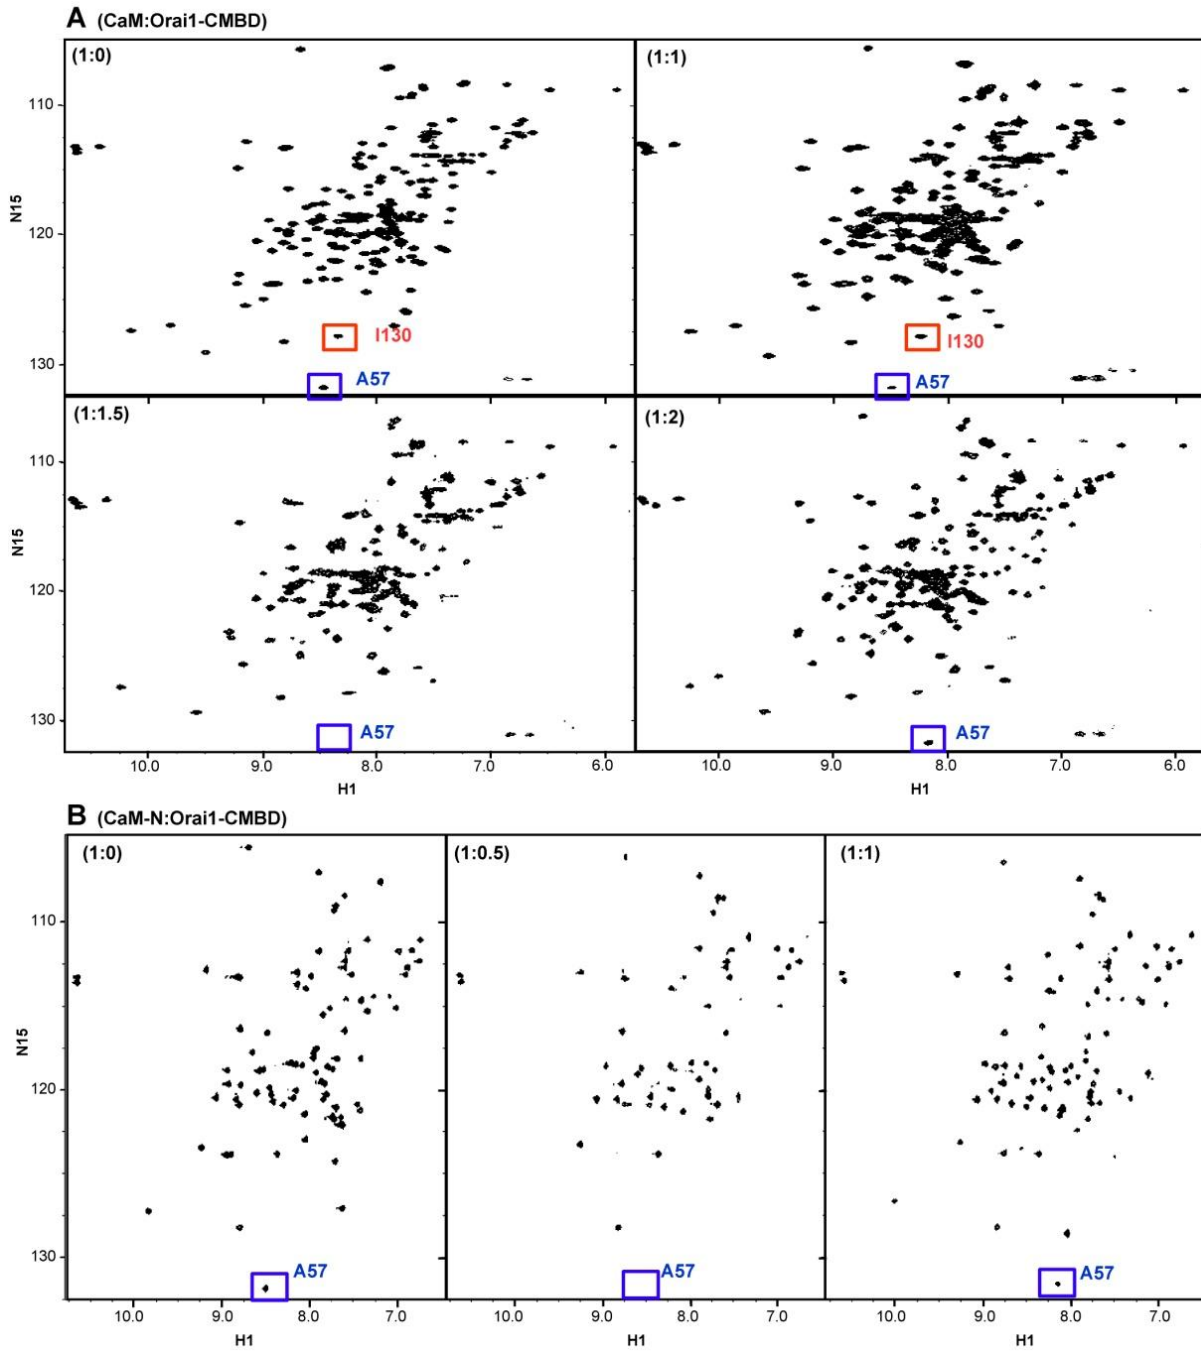 A (CaM:Orai1-CMBD)
(1:0)
(1:1)
110
120
130
N15
I130
A57
I130
A57
(1:1.5)
(1:2)
110
120
130
N15
A57
A57
10.0 9.0 8.0 7.0 6.0
10.0 9.0 8.0 7.0 6.0
H1
H1
B (CaM-N:Orai1-CMBD)
(1:0)
(1:0.5)
(1:1)
110
120
130
N15
A57
A57
A57
10.0 9.0 8.0 7.0
10.0 9.0 8.0 7.0
10.0 9.0 8.0 7.0
H1
H1
H1